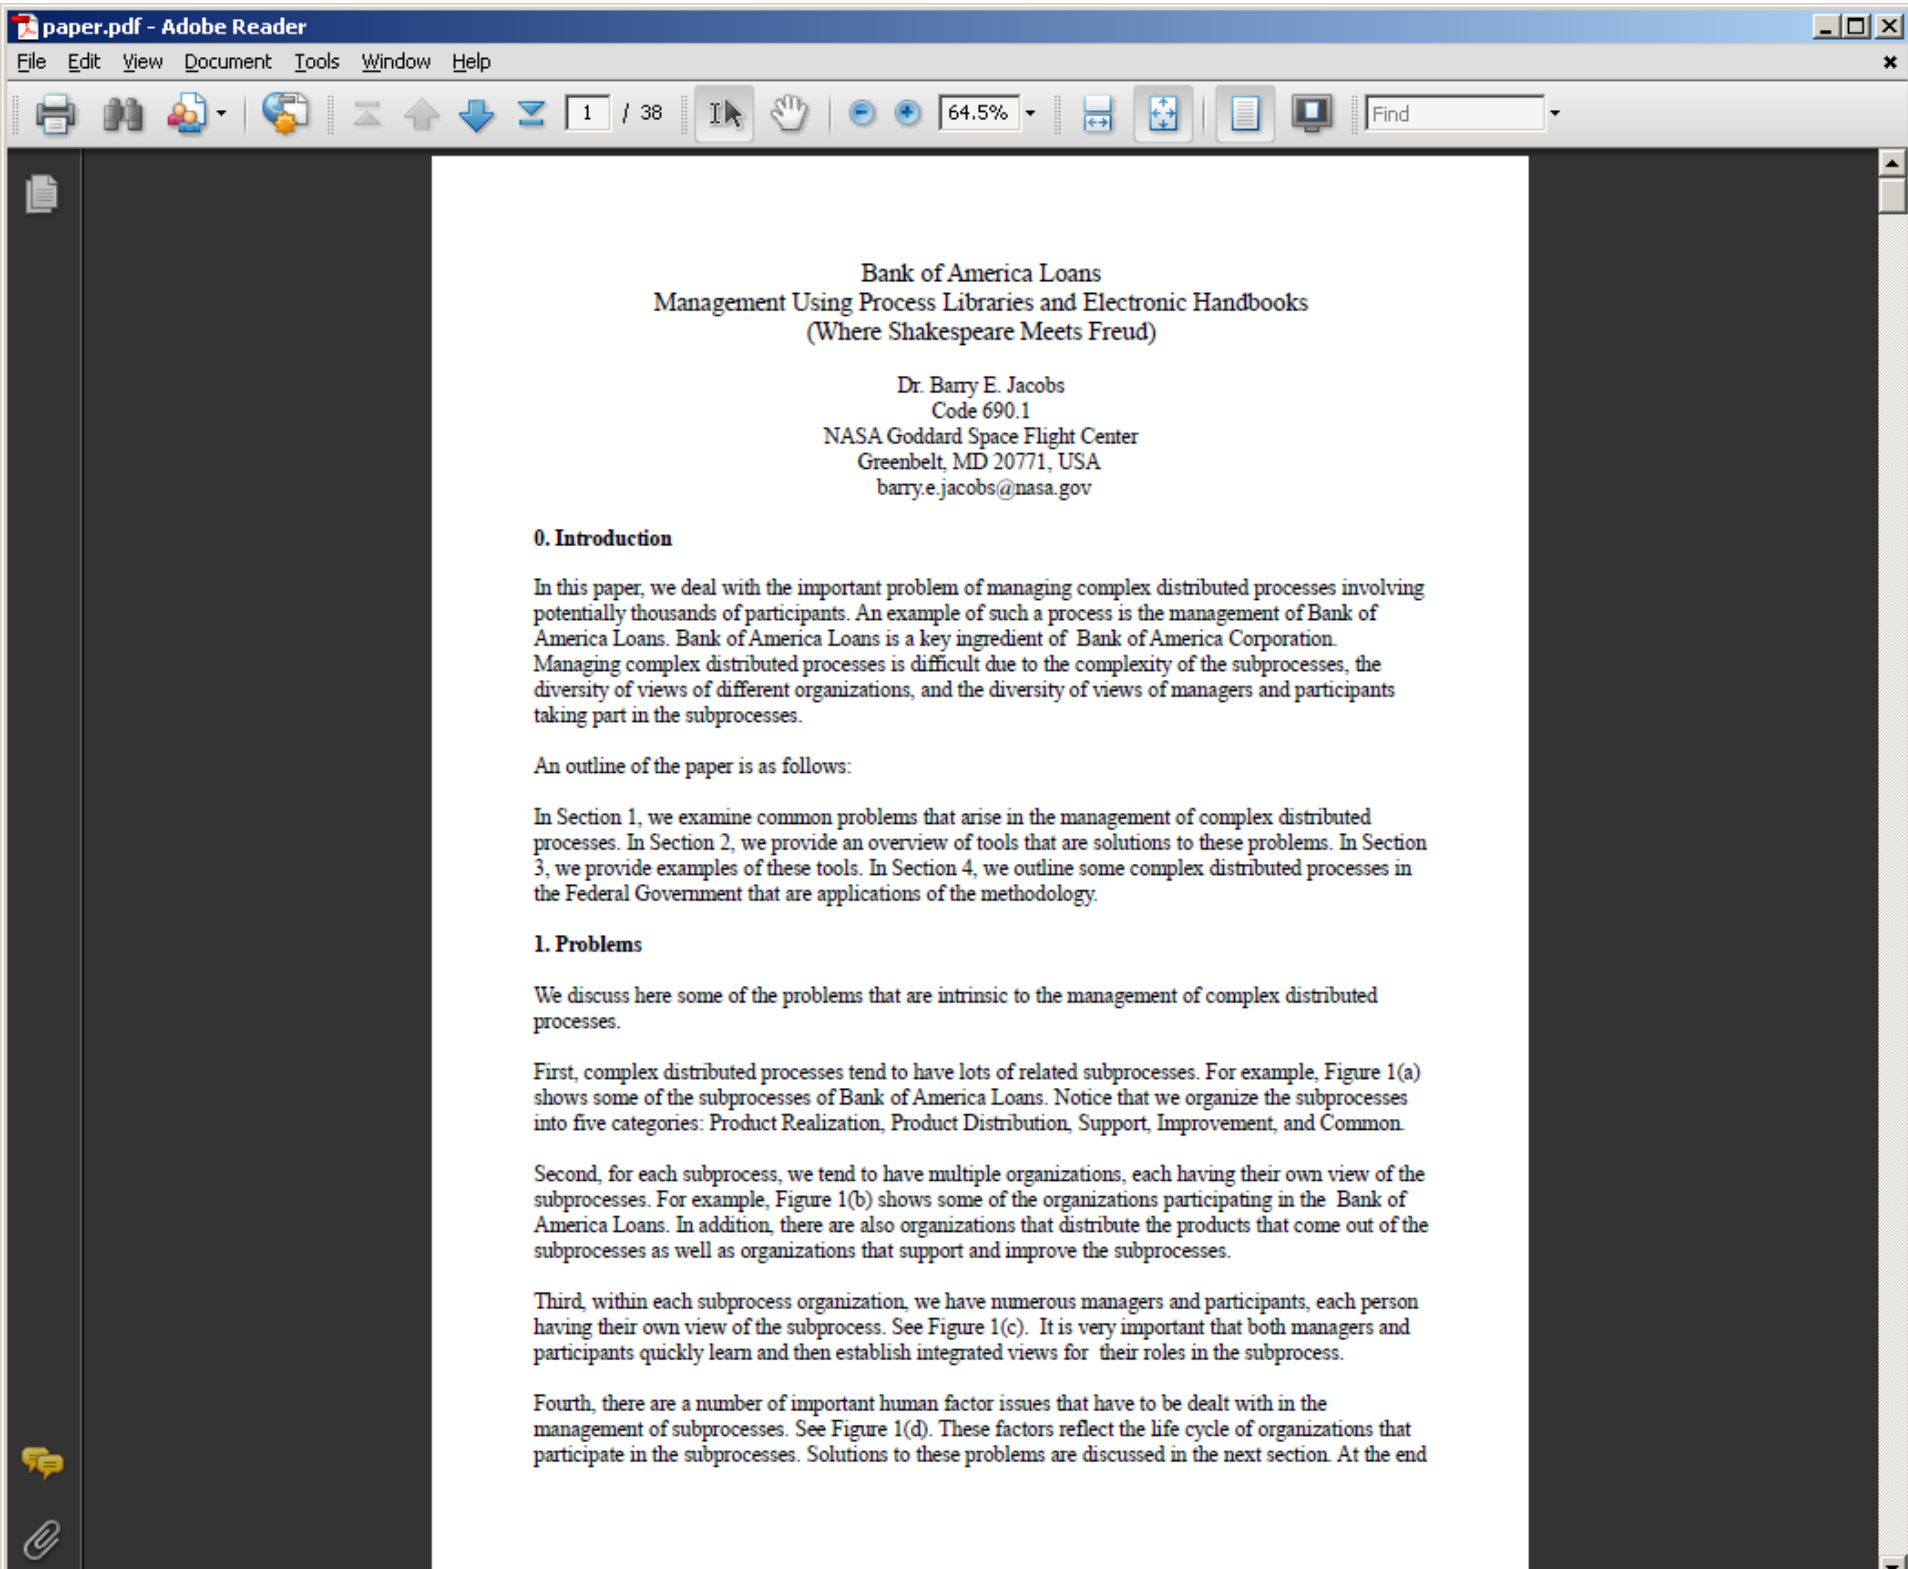 paper.pdf - Adobe Reader
File Edit View Document Tools Window Help
1 / 38 64.5% Find
Bank of America Loans
Management Using Process Libraries and Electronic Handbooks
(Where Shakespeare Meets Freud)
Dr. Barry E. Jacobs
Code 690.1
NASA Goddard Space Flight Center
Greenbelt, MD 20771, USA
barry.e.jacobs@nasa.gov
0. Introduction
In this paper, we deal with the important problem of managing complex distributed processes involving
potentially thousands of participants. An example of such a process is the management of Bank of
America Loans. Bank of America Loans is a key ingredient of Bank of America Corporation.
Managing complex distributed processes is difficult due to the complexity of the subprocesses, the
diversity of views of different organizations, and the diversity of views of managers and participants
taking part in the subprocesses.
An outline of the paper is as follows:
In Section 1, we examine common problems that arise in the management of complex distributed
processes. In Section 2, we provide an overview of tools that are solutions to these problems. In Section
3, we provide examples of these tools. In Section 4, we outline some complex distributed processes in
the Federal Government that are applications of the methodology.
1. Problems
We discuss here some of the problems that are intrinsic to the management of complex distributed
processes.
First, complex distributed processes tend to have lots of related subprocesses. For example, Figure 1(a)
shows some of the subprocesses of Bank of America Loans. Notice that we organize the subprocesses
into five categories: Product Realization, Product Distribution, Support, Improvement, and Common.
Second, for each subprocess, we tend to have multiple organizations, each having their own view of the
subprocesses. For example, Figure 1(b) shows some of the organizations participating in the Bank of
America Loans. In addition, there are also organizations that distribute the products that come out of the
subprocesses as well as organizations that support and improve the subprocesses.
Third, within each subprocess organization, we have numerous managers and participants, each person
having their own view of the subprocess. See Figure 1(c). It is very important that both managers and
participants quickly learn and then establish integrated views for their roles in the subprocess.
Fourth, there are a number of important human factor issues that have to be dealt with in the
management of subprocesses. See Figure 1(d). These factors reflect the life cycle of organizations that
participate in the subprocesses. Solutions to these problems are discussed in the next section. At the end